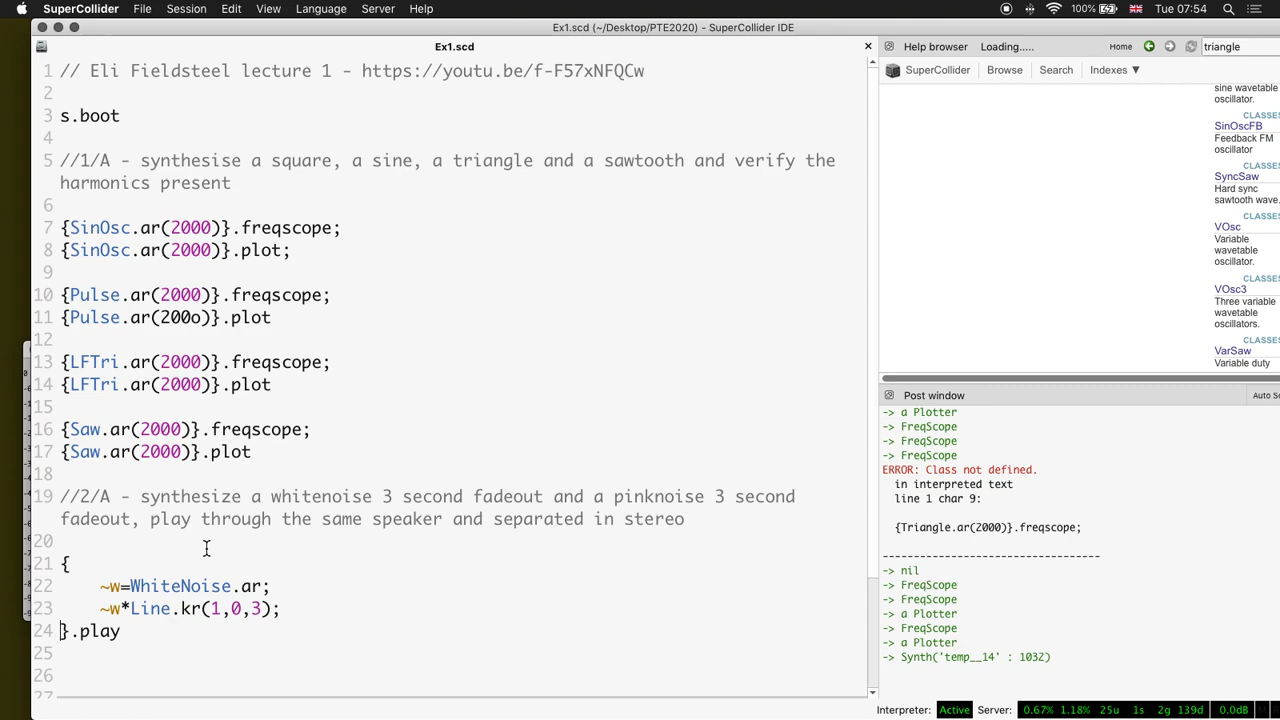 File Session Edit View Language Server Help 100% Tue 07:54
Ex1.scd (~/Desktop/PTE2020) - SuperCollider IDE
Ex1.scd
1 // Eli Fieldsteel lecture 1 - https://youtu.be/f-F57xNFQCw
2
3 s.boot
4
5 //1/A - synthesise a square, a sine, a triangle and a sawtooth and verify the
harmonics present
6
7 {SinOsc.ar(2000)}.freqscope;
8 {SinOsc.ar(2000)}.plot;
9
10 {Pulse.ar(2000)}.freqscope;
11 {Pulse.ar(200o)}.plot
12
13 {LFTri.ar(2000)}.freqscope;
14 {LFTri.ar(2000)}.plot
15
16 {Saw.ar(2000)}.freqscope;
17 {Saw.ar(2000)}.plot
18
19 //2/A - synthesize a whitenoise 3 second fadeout and a pinknoise 3 second
fadeout, play through the same speaker and separated in stereo
20
21 {
22 ~w=WhiteNoise.ar;
23 ~w*Line.kr(1,0,3);
24 }.play
25
26
27
Help browser Loading..... Home triangle
SuperCollider Browse Search Indexes ▼
sine wavetable
oscillator.
CLASSES
SinOscFB
Feedback FM
oscillator
CLASSES
SyncSaw
Hard sync
sawtooth wave.
CLASSES
VOsc
Variable
wavetable
oscillator.
CLASSES
VOsc3
Three variable
wavetable
oscillators.
CLASSES
VarSaw
Variable duty
Post window Auto Sc
-> a Plotter
-> FreqScope
-> FreqScope
-> FreqScope
ERROR: Class not defined.
in interpreted text
line 1 char 9:
{Triangle.ar(2000)}.freqscope;
-----------------------------------
-> nil
-> FreqScope
-> FreqScope
-> a Plotter
-> FreqScope
-> a Plotter
-> Synth('temp__14' : 1032)
Interpreter: Active Server: 0.67% 1.18% 25u 1s 2g 139d 0.0dB